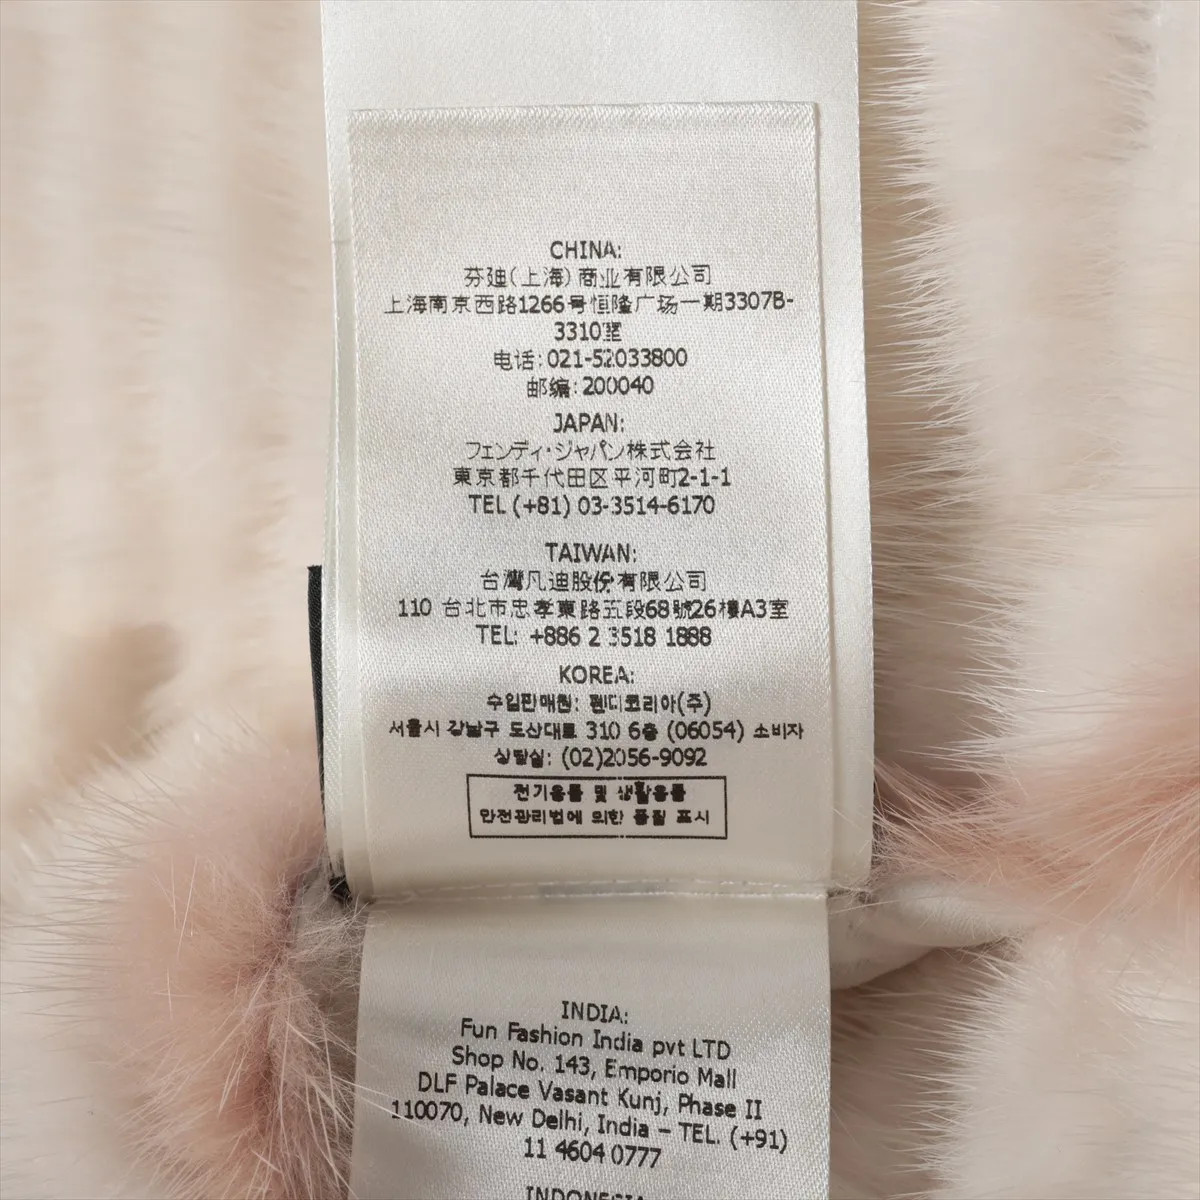 CHINA:
芬廸(上海)商业有限公司
上海南京西路1266号恒隆广场一期3307B-
3310室
电话:021-52033800
邮编:200040
JAPAN:
フェンディ・ジャパン株式会社
東京都千代田区平河町2-1-1
TEL (+81) 03-3514-6170
TAIWAN:
台灣凡迪股份有限公司
110 台北市忠孝東路五段68號26樓A3室
TEL: +886 2 3518 1888
KOREA:
수입판매원: 펜디코리아(주)
서울시 강남구 도산대로 310 6층 (06054) 소비자
상담실: (02)2056-9092
전기용품 및 생활용품
안전관리법에 의한 품질 표시
INDIA:
Fun Fashion India pvt LTD
Shop No. 143, Emporio Mall
DLF Palace Vasant Kunj, Phase II
110070, New Delhi, India – TEL. (+91)
11 4604 0777
INDONESIA